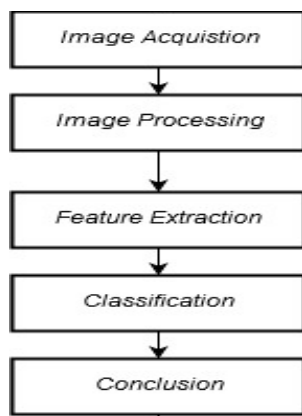 Image Acquistion
Image Processing
Feature Extraction
Classification
Conclusion